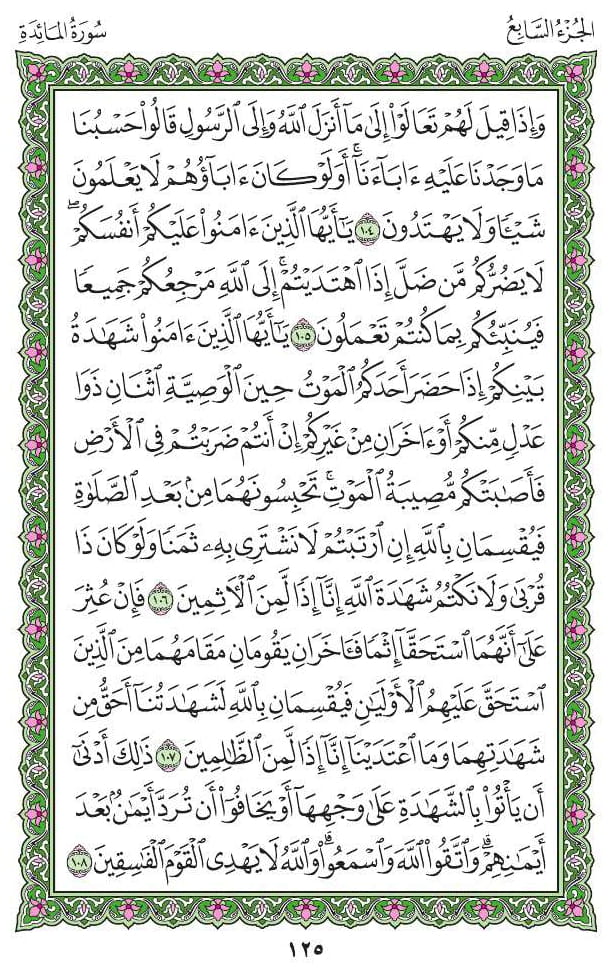 الجُزْءُ السَّابِعُ
سُورَةُ المَائِدَةِ
وَإِذَا قِيلَ لَهُمْ تَعَالَوْا۟ إِلَىٰ مَآ أَنزَلَ ٱللَّهُ وَإِلَى ٱلرَّسُولِ قَالُوا۟ حَسْبُنَا
مَا وَجَدْنَا عَلَيْهِ ءَابَآءَنَآ ۚ أَوَلَوْ كَانَ ءَابَآؤُهُمْ لَا يَعْلَمُونَ
شَيْـًٔا وَلَا يَهْتَدُونَ ١٠٤ يَـٰٓأَيُّهَا ٱلَّذِينَ ءَامَنُوا۟ عَلَيْكُمْ أَنفُسَكُمْ ۖ
لَا يَضُرُّكُم مَّن ضَلَّ إِذَا ٱهْتَدَيْتُمْ ۚ إِلَى ٱللَّهِ مَرْجِعُكُمْ جَمِيعًا
فَيُنَبِّئُكُم بِمَا كُنتُمْ تَعْمَلُونَ ١٠٥ يَـٰٓأَيُّهَا ٱلَّذِينَ ءَامَنُوا۟ شَهَـٰدَةُ
بَيْنِكُمْ إِذَا حَضَرَ أَحَدَكُمُ ٱلْمَوْتُ حِينَ ٱلْوَصِيَّةِ ٱثْنَانِ ذَوَا
عَدْلٍ مِّنكُمْ أَوْ ءَاخَرَانِ مِنْ غَيْرِكُمْ إِنْ أَنتُمْ ضَرَبْتُمْ فِى ٱلْأَرْضِ
فَأَصَـٰبَتْكُم مُّصِيبَةُ ٱلْمَوْتِ ۚ تَحْبِسُونَهُمَا مِنۢ بَعْدِ ٱلصَّلَوٰةِ
فَيُقْسِمَانِ بِٱللَّهِ إِنِ ٱرْتَبْتُمْ لَا نَشْتَرِى بِهِۦ ثَمَنًا وَلَوْ كَانَ ذَا
قُرْبَىٰ ۙ وَلَا نَكْتُمُ شَهَـٰدَةَ ٱللَّهِ إِنَّآ إِذًا لَّمِنَ ٱلْـَٔاثِمِينَ ١٠٦ فَإِنْ عُثِرَ
عَلَىٰٓ أَنَّهُمَا ٱسْتَحَقَّآ إِثْمًا فَـَٔاخَرَانِ يَقُومَانِ مَقَامَهُمَا مِنَ ٱلَّذِينَ
ٱسْتَحَقَّ عَلَيْهِمُ ٱلْأَوْلَيَـٰنِ فَيُقْسِمَانِ بِٱللَّهِ لَشَهَـٰدَتُنَآ أَحَقُّ مِن
شَهَـٰدَتِهِمَا وَمَا ٱعْتَدَيْنَآ إِنَّآ إِذًا لَّمِنَ ٱلظَّـٰلِمِينَ ١٠٧ ذَٰلِكَ أَدْنَىٰٓ
أَن يَأْتُوا۟ بِٱلشَّهَـٰدَةِ عَلَىٰ وَجْهِهَآ أَوْ يَخَافُوٓا۟ أَن تُرَدَّ أَيْمَـٰنٌۢ بَعْدَ
أَيْمَـٰنِهِمْ ۗ وَٱتَّقُوا۟ ٱللَّهَ وَٱسْمَعُوا۟ ۗ وَٱللَّهُ لَا يَهْدِى ٱلْقَوْمَ ٱلْفَـٰسِقِينَ ١٠٨
١٢٥